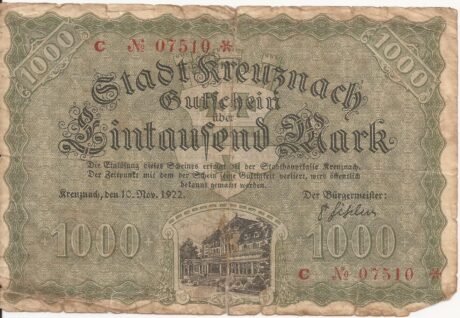 1000 1000
C № 07510 *
Stadt Kreuznach
Gutschein
über
Eintausend Mark
Die Einlösung dieses Scheines erfolgt bei der Stadthauptkasse Kreuznach.
Der Zeitpunkt mit dem der Schein seine Gültigkeit verliert, wird öffentlich
bekannt gemacht werden.
Kreuznach, den 10. Nov. 1922. Der Bürgermeister:
1000 1000
C № 07510 *